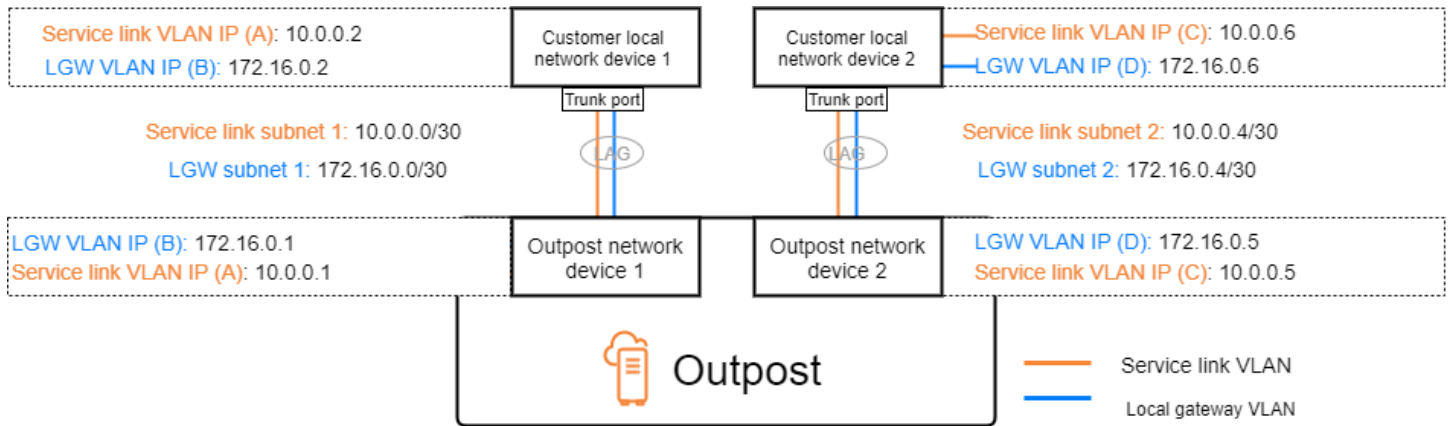 Service link VLAN IP (A): 10.0.0.2
LGW VLAN IP (B): 172.16.0.2
Customer local
network device 1
Trunk port
Customer local
network device 2
Trunk port
Service link VLAN IP (C): 10.0.0.6
LGW VLAN IP (D): 172.16.0.6
Service link subnet 1: 10.0.0.0/30
LGW subnet 1: 172.16.0.0/30
LAG
LAG
Service link subnet 2: 10.0.0.4/30
LGW subnet 2: 172.16.0.4/30
LGW VLAN IP (B): 172.16.0.1
Service link VLAN IP (A): 10.0.0.1
Outpost network
device 1
Outpost network
device 2
LGW VLAN IP (D): 172.16.0.5
Service link VLAN IP (C): 10.0.0.5
Outpost
Service link VLAN
Local gateway VLAN